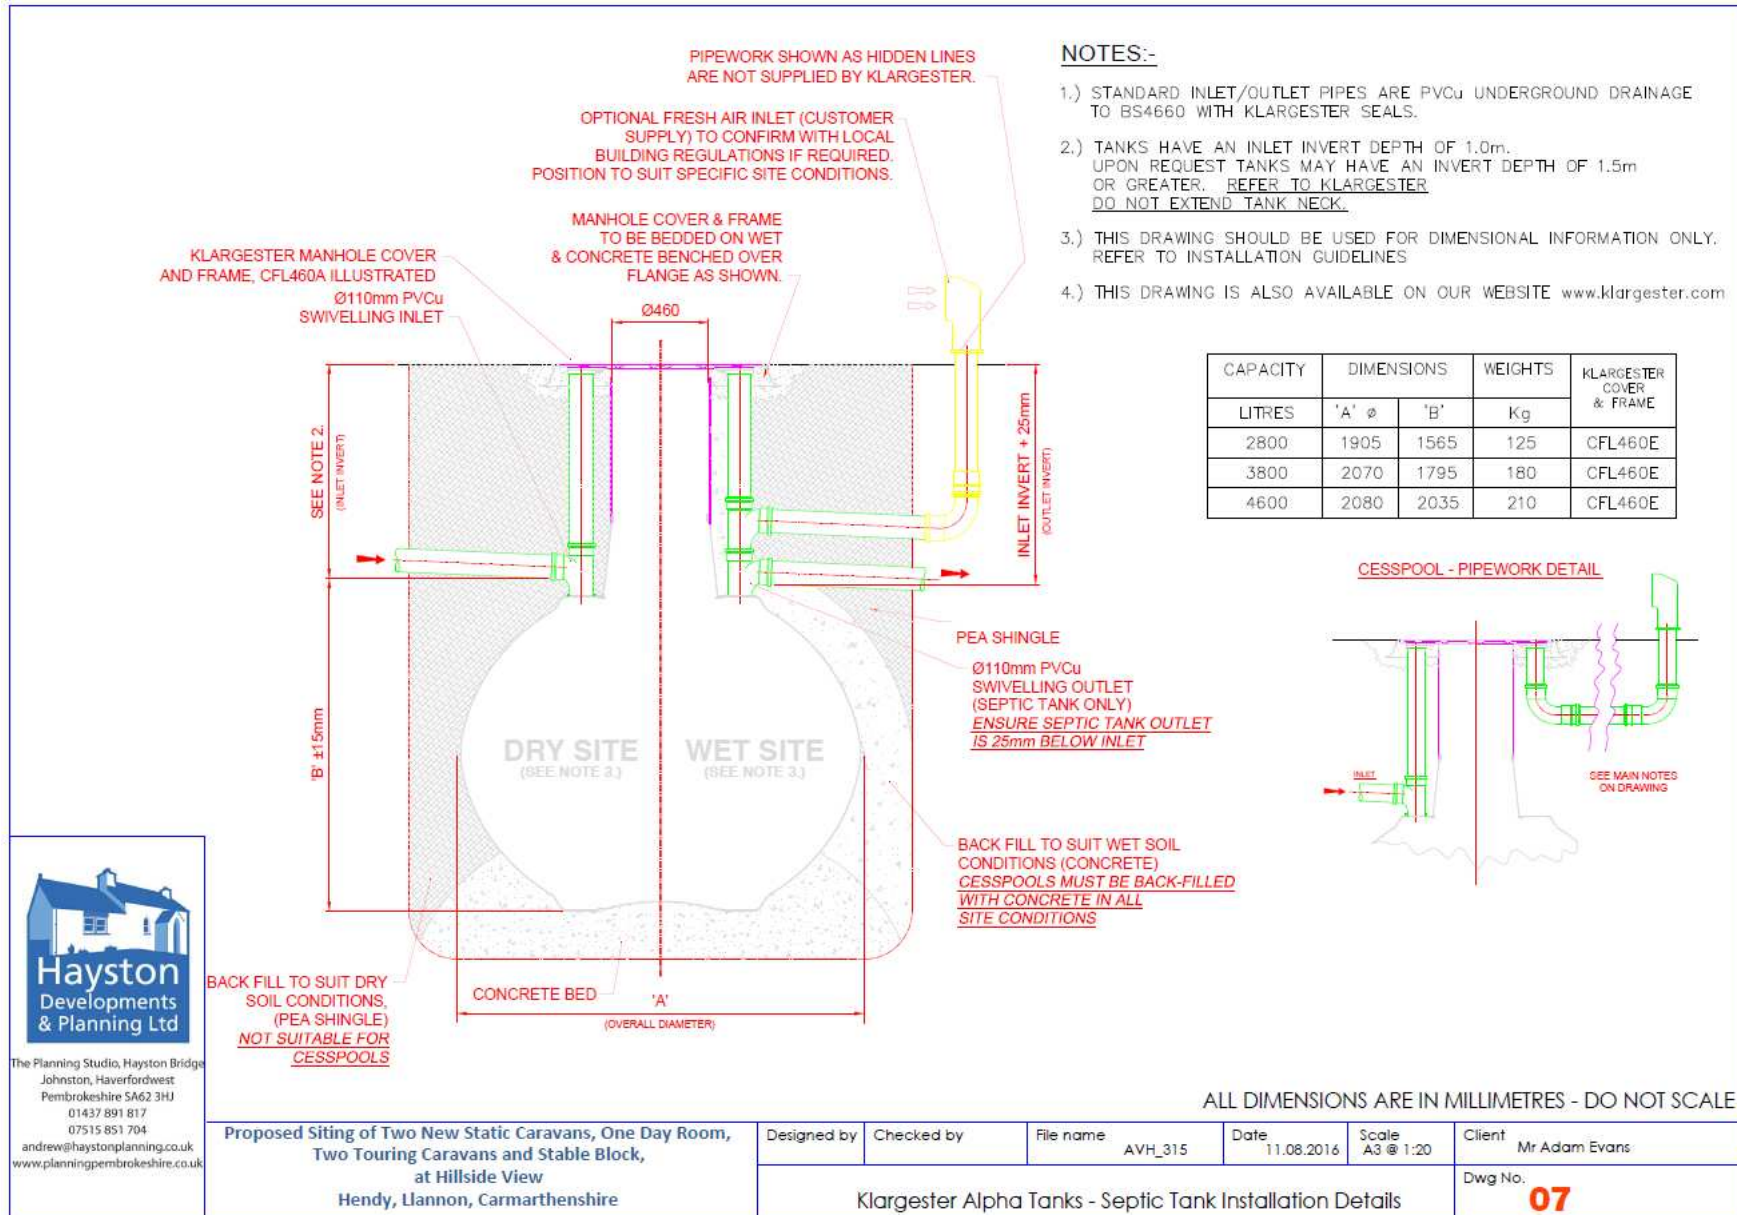 PIPEWORK SHOWN AS HIDDEN LINES
ARE NOT SUPPLIED BY KLARGESTER.
OPTIONAL FRESH AIR INLET (CUSTOMER
SUPPLY) TO CONFIRM WITH LOCAL
BUILDING REGULATIONS IF REQUIRED.
POSITION TO SUIT SPECIFIC SITE CONDITIONS.
MANHOLE COVER & FRAME
TO BE BEDDED ON WET
& CONCRETE BENCHED OVER
FLANGE AS SHOWN.
KLARGESTER MANHOLE COVER
AND FRAME, CFL460A ILLUSTRATED
Ø110mm PVCu
SWIVELLING INLET
Ø460
SEE NOTE 2.
(INLET INVERT)
INLET INVERT + 25mm
(OUTLET INVERT)
'B' ±15mm
PEA SHINGLE
Ø110mm PVCu
SWIVELLING OUTLET
(SEPTIC TANK ONLY)
ENSURE SEPTIC TANK OUTLET
IS 25mm BELOW INLET
DRY SITE
(SEE NOTE 3.)
WET SITE
(SEE NOTE 3.)
BACK FILL TO SUIT WET SOIL
CONDITIONS (CONCRETE)
CESSPOOLS MUST BE BACK-FILLED
WITH CONCRETE IN ALL
SITE CONDITIONS
BACK FILL TO SUIT DRY
SOIL CONDITIONS,
(PEA SHINGLE)
NOT SUITABLE FOR
CESSPOOLS
CONCRETE BED
'A'
(OVERALL DIAMETER)
NOTES:-
1.) STANDARD INLET/OUTLET PIPES ARE PVCu UNDERGROUND DRAINAGE
TO BS4660 WITH KLARGESTER SEALS.
2.) TANKS HAVE AN INLET INVERT DEPTH OF 1.0m.
UPON REQUEST TANKS MAY HAVE AN INVERT DEPTH OF 1.5m
OR GREATER. REFER TO KLARGESTER
DO NOT EXTEND TANK NECK.
3.) THIS DRAWING SHOULD BE USED FOR DIMENSIONAL INFORMATION ONLY.
REFER TO INSTALLATION GUIDELINES
4.) THIS DRAWING IS ALSO AVAILABLE ON OUR WEBSITE www.klargester.com
CAPACITY DIMENSIONS WEIGHTS KLARGESTER COVER & FRAME
LITRES 'A' ø 'B' Kg
2800 1905 1565 125 CFL460E
3800 2070 1795 180 CFL460E
4600 2080 2035 210 CFL460E
CESSPOOL - PIPEWORK DETAIL
INLET
SEE MAIN NOTES
ON DRAWING
Hayston
Developments
& Planning Ltd
The Planning Studio, Hayston Bridge
Johnston, Haverfordwest
Pembrokeshire SA62 3HJ
01437 891 817
07515 851 704
andrew@haystonplanning.co.uk
www.planningpembrokeshire.co.uk
ALL DIMENSIONS ARE IN MILLIMETRES - DO NOT SCALE
Proposed Siting of Two New Static Caravans, One Day Room,
Two Touring Caravans and Stable Block,
at Hillside View
Hendy, Llannon, Carmarthenshire
Designed by
Checked by
File name
AVH_315
Date
11.08.2016
Scale
A3 @ 1:20
Client
Mr Adam Evans
Klargester Alpha Tanks - Septic Tank Installation Details
Dwg No.
07